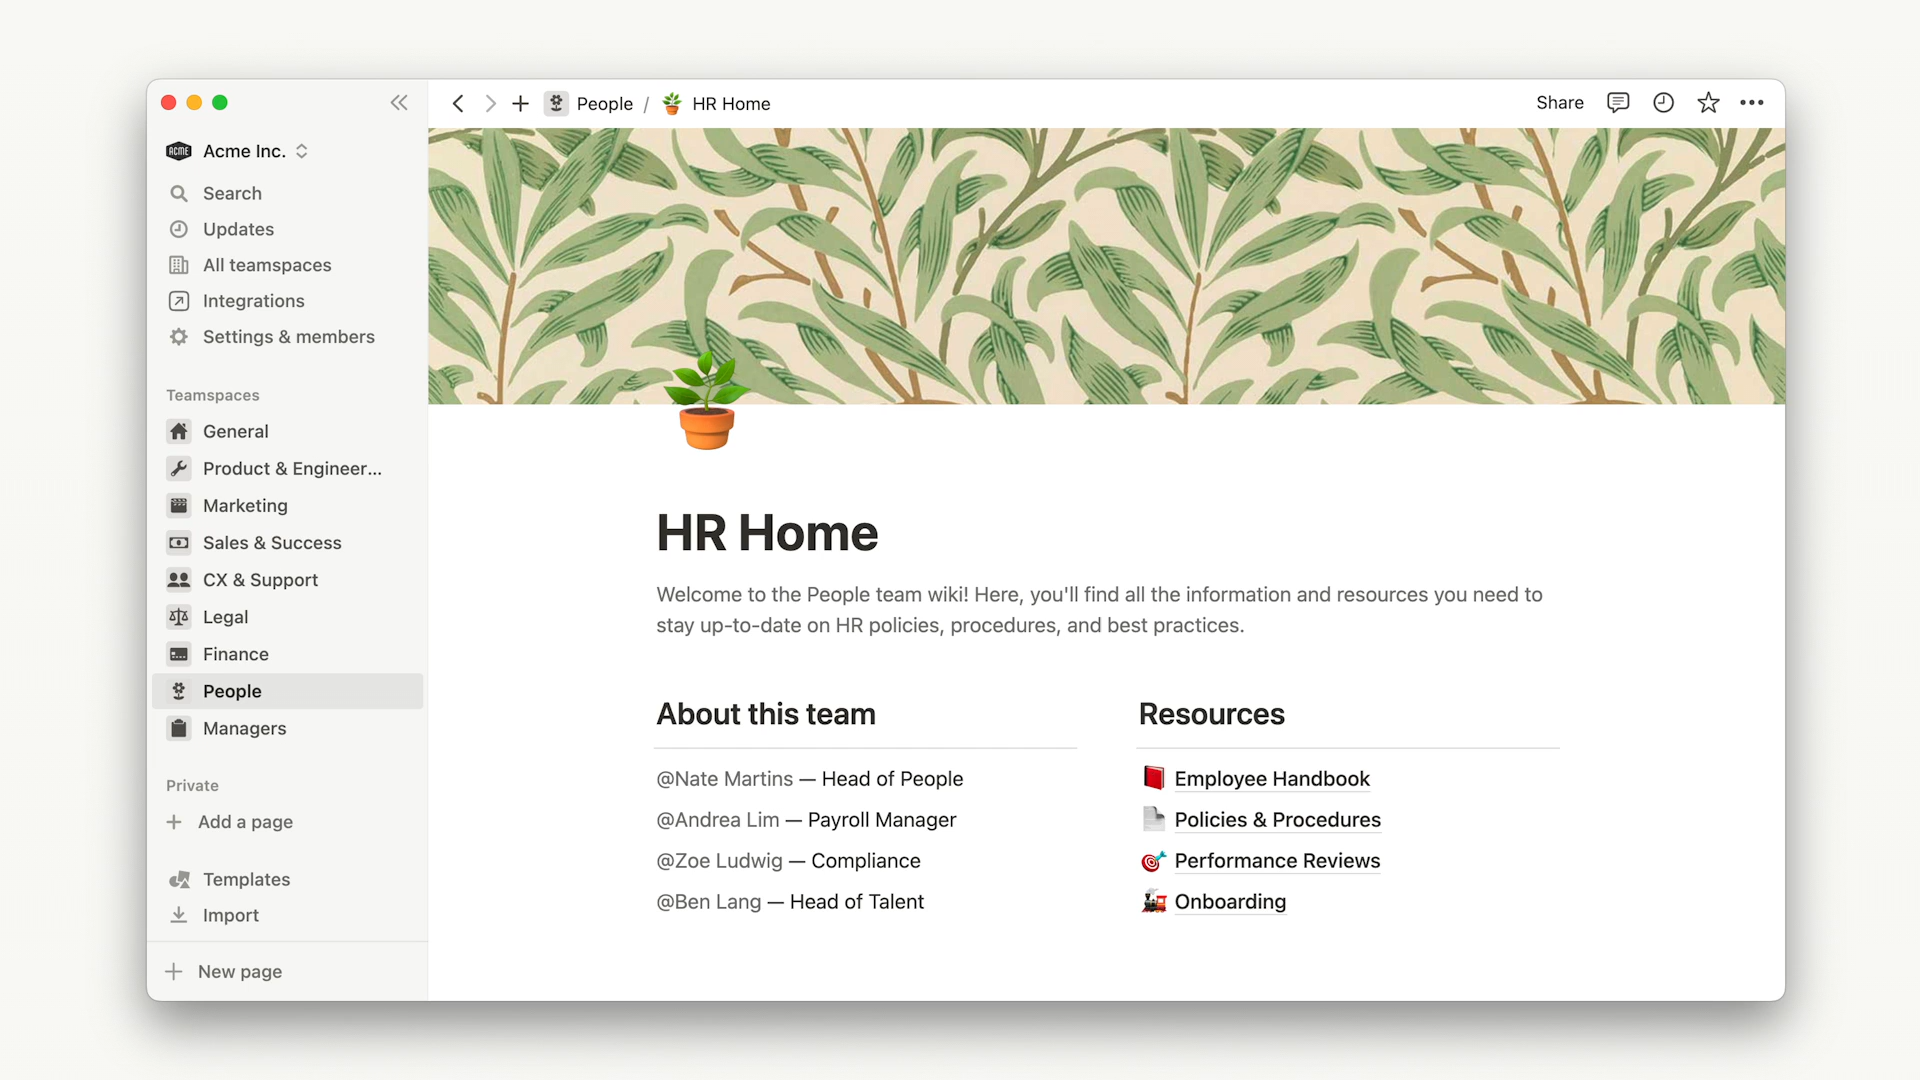 People / HR Home
Share
ACME Acme Inc.
Search
Updates
All teamspaces
Integrations
Settings & members
Teamspaces
General
Product & Engineer...
Marketing
Sales & Success
CX & Support
Legal
Finance
People
Managers
Private
Add a page
Templates
Import
New page
HR Home
Welcome to the People team wiki! Here, you'll find all the information and resources you need to
stay up-to-date on HR policies, procedures, and best practices.
About this team
@Nate Martins — Head of People
@Andrea Lim — Payroll Manager
@Zoe Ludwig — Compliance
@Ben Lang — Head of Talent
Resources
Employee Handbook
Policies & Procedures
Performance Reviews
Onboarding